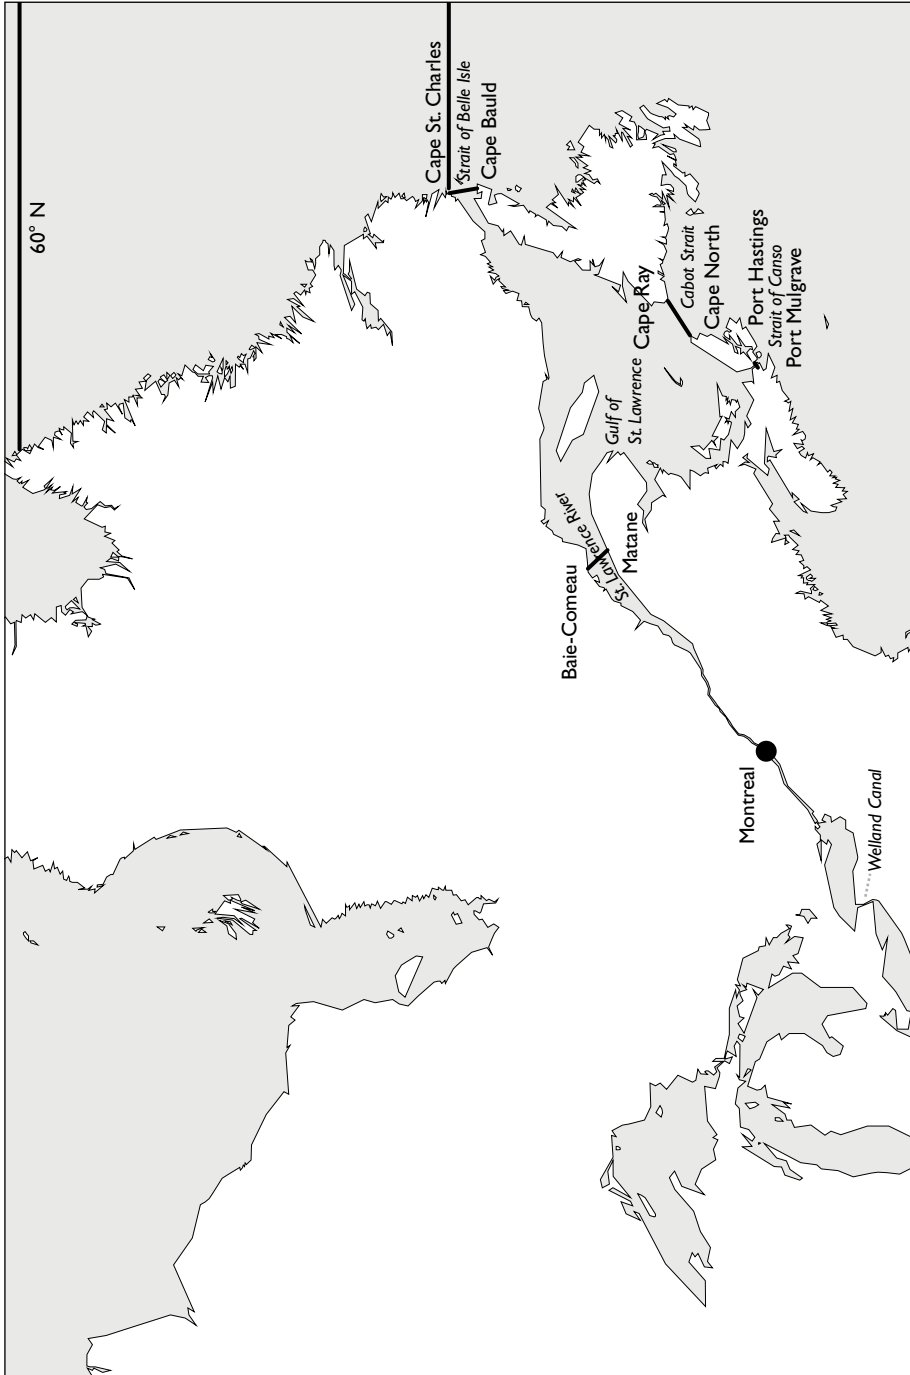 60° N
Cape St. Charles
Strait of Belle Isle
Cape Bauld
Gulf of
St. Lawrence
Cape Ray
Cabot Strait
Cape North
Port Hastings
Strait of Canso
Port Mulgrave
St. Lawrence River
Baie-Comeau
Matane
Montreal
Welland Canal